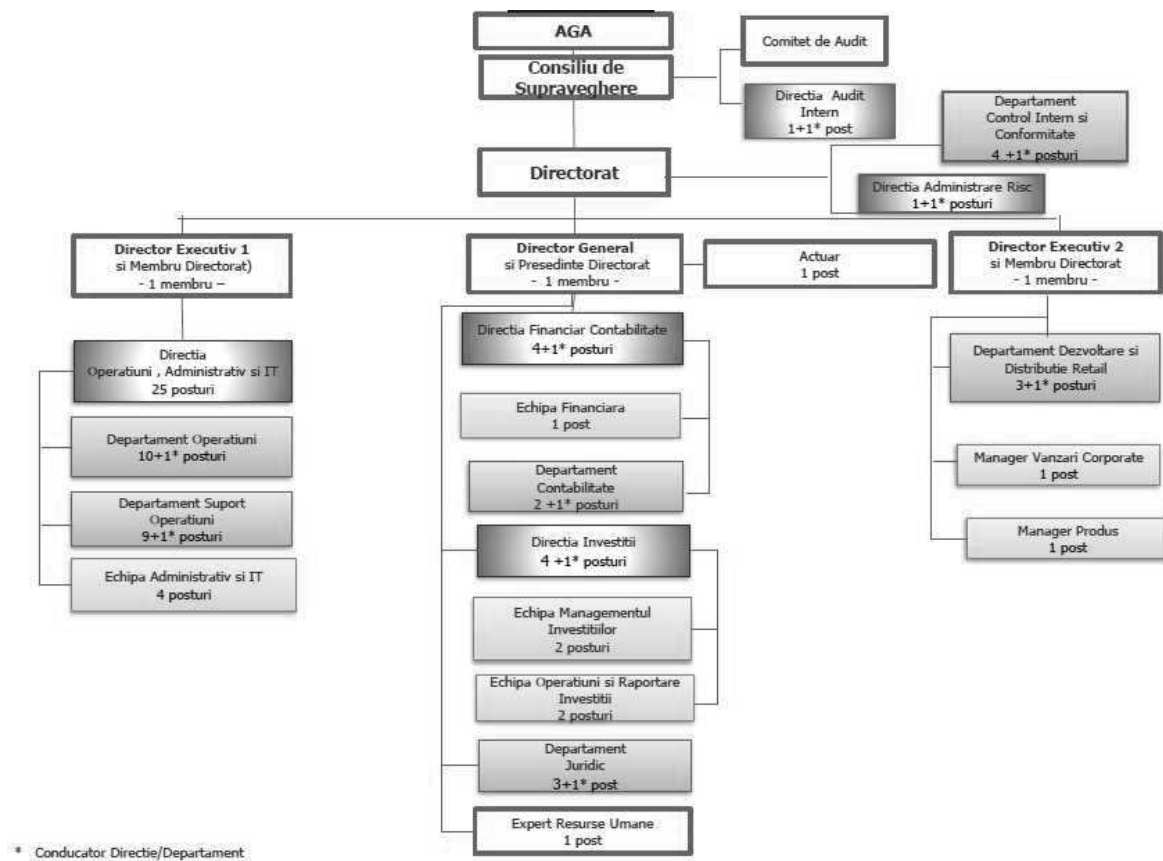 AGA
Consiliu de
Supraveghere
Comitet de Audit
Directia Audit
Intern
1+1* post
Departament
Control Intern si
Conformitate
4 +1* posturi
Directorat
Directia Administrare Risc
1+1* posturi
Director Executiv 1
si Membru Directorat)
- 1 membru –
Director General
si Presedinte Directorat
- 1 membru -
Actuar
1 post
Director Executiv 2
si Membru Directorat
- 1 membru -
Directia
Operatiuni , Administrativ si IT
25 posturi
Departament Operatiuni
10+1* posturi
Departament Suport
Operatiuni
9+1* posturi
Echipa Administrativ si IT
4 posturi
Directia Financiar Contabilitate
4+1* posturi
Echipa Financiara
1 post
Departament
Contabilitate
2 +1* posturi
Directia Investitii
4 +1* posturi
Echipa Managementul
Investitiilor
2 posturi
Echipa Operatiuni si Raportare
Investitii
2 posturi
Departament
Juridic
3+1* post
Expert Resurse Umane
1 post
Departament Dezvoltare si
Distributie Retail
3+1* posturi
Manager Vanzari Corporate
1 post
Manager Produs
1 post
* Conducator Directie/Departament